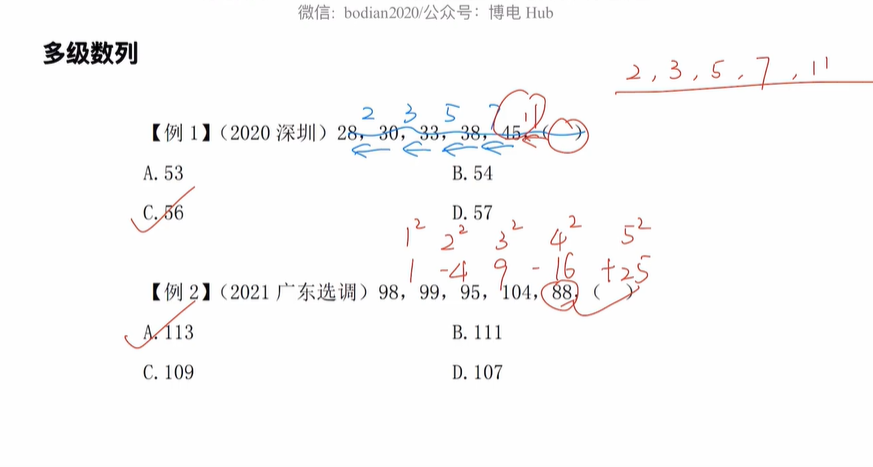 微信: bodian2020/公众号：博电 Hub
多级数列
2, 3, 5, 7, 11
2 3 5 7 11
【例 1】（2020 深圳）28，30，33，38，45，（ ）
A. 53 B. 54
C. 56 D. 57
1² 2² 3² 4² 5²
1 -4 9 -16 +25
【例 2】（2021 广东选调）98，99，95，104，88，（ ）
A. 113 B. 111
C. 109 D. 107